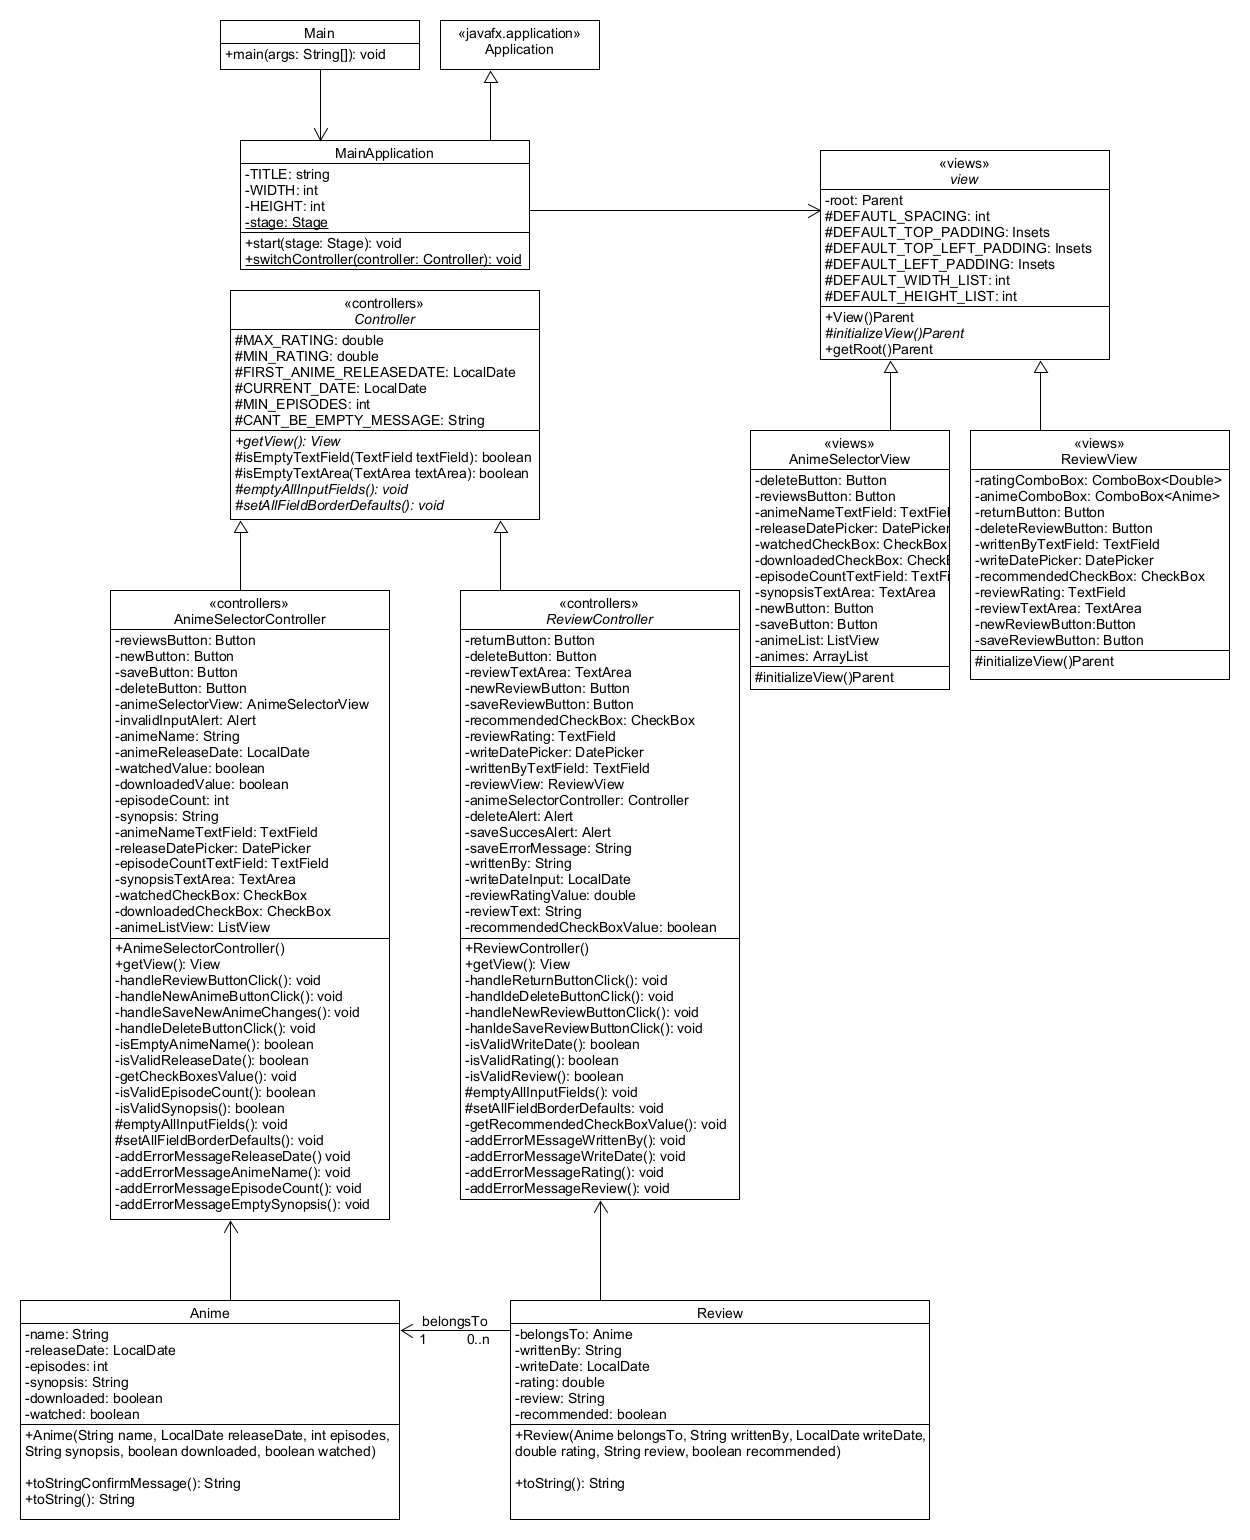 Main
+main(args: String[]): void
«javafx.application»
Application
MainApplication
-TITLE: string
-WIDTH: int
-HEIGHT: int
-stage: Stage
+start(stage: Stage): void
+switchController(controller: Controller): void
«views»
view
-root: Parent
#DEFAUTL_SPACING: int
#DEFAULT_TOP_PADDING: Insets
#DEFAULT_TOP_LEFT_PADDING: Insets
#DEFAULT_LEFT_PADDING: Insets
#DEFAULT_WIDTH_LIST: int
#DEFAULT_HEIGHT_LIST: int
+View()Parent
#initializeView()Parent
+getRoot()Parent
«controllers»
Controller
#MAX_RATING: double
#MIN_RATING: double
#FIRST_ANIME_RELEASEDATE: LocalDate
#CURRENT_DATE: LocalDate
#MIN_EPISODES: int
#CANT_BE_EMPTY_MESSAGE: String
+getView(): View
#isEmptyTextField(TextField textField): boolean
#isEmptyTextArea(TextArea textArea): boolean
#emptyAllInputFields(): void
#setAllFieldBorderDefaults(): void
«views»
AnimeSelectorView
-deleteButton: Button
-reviewsButton: Button
-animeNameTextField: TextFiel
-releaseDatePicker: DatePicker
-watchedCheckBox: CheckBox
-downloadedCheckBox: CheckB
-episodeCountTextField: TextFi
-synopsisTextArea: TextArea
-newButton: Button
-saveButton: Button
-animeList: ListView
-animes: ArrayList
#initializeView()Parent
«views»
ReviewView
-ratingComboBox: ComboBox<Double>
-animeComboBox: ComboBox<Anime>
-returnButton: Button
-deleteReviewButton: Button
-writtenByTextField: TextField
-writeDatePicker: DatePicker
-recommendedCheckBox: CheckBox
-reviewRating: TextField
-reviewTextArea: TextArea
-newReviewButton:Button
-saveReviewButton: Button
#initializeView()Parent
«controllers»
AnimeSelectorController
-reviewsButton: Button
-newButton: Button
-saveButton: Button
-deleteButton: Button
-animeSelectorView: AnimeSelectorView
-invalidInputAlert: Alert
-animeName: String
-animeReleaseDate: LocalDate
-watchedValue: boolean
-downloadedValue: boolean
-episodeCount: int
-synopsis: String
-animeNameTextField: TextField
-releaseDatePicker: DatePicker
-episodeCountTextField: TextField
-synopsisTextArea: TextArea
-watchedCheckBox: CheckBox
-downloadedCheckBox: CheckBox
-animeListView: ListView
+AnimeSelectorController()
+getView(): View
-handleReviewButtonClick(): void
-handleNewAnimeButtonClick(): void
-handleSaveNewAnimeChanges(): void
-handleDeleteButtonClick(): void
-isEmptyAnimeName(): boolean
-isValidReleaseDate(): boolean
-getCheckBoxesValue(): void
-isValidEpisodeCount(): boolean
-isValidSynopsis(): boolean
#emptyAllInputFields(): void
#setAllFieldBorderDefaults(): void
-addErrorMessageReleaseDate() void
-addErrorMessageAnimeName(): void
-addErrorMessageEpisodeCount(): void
-addErrorMessageEmptySynopsis(): void
«controllers»
ReviewController
-returnButton: Button
-deleteButton: Button
-reviewTextArea: TextArea
-newReviewButton: Button
-saveReviewButton: Button
-recommendedCheckBox: CheckBox
-reviewRating: TextField
-writeDatePicker: DatePicker
-writtenByTextField: TextField
-reviewView: ReviewView
-animeSelectorController: Controller
-deleteAlert: Alert
-saveSuccesAlert: Alert
-saveErrorMessage: String
-writtenBy: String
-writeDateInput: LocalDate
-reviewRatingValue: double
-reviewText: String
-recommendedCheckBoxValue: boolean
+ReviewController()
+getView(): View
-handleReturnButtonClick(): void
-handldeDeleteButtonClick(): void
-handleNewReviewButtonClick(): void
-hanldeSaveReviewButtonClick(): void
-isValidWriteDate(): boolean
-isValidRating(): boolean
-isValidReview(): boolean
#emptyAllInputFields(): void
#setAllFieldBorderDefaults: void
-getRecommendedCheckBoxValue(): void
-addErrorMEssageWrittenBy(): void
-addErrorMessageWriteDate(): void
-addErrorMessageRating(): void
-addErrorMessageReview(): void
Anime
-name: String
-releaseDate: LocalDate
-episodes: int
-synopsis: String
-downloaded: boolean
-watched: boolean
+Anime(String name, LocalDate releaseDate, int episodes,
String synopsis, boolean downloaded, boolean watched)
+toStringConfirmMessage(): String
+toString(): String
belongsTo
1 0..n
Review
-belongsTo: Anime
-writtenBy: String
-writeDate: LocalDate
-rating: double
-review: String
-recommended: boolean
+Review(Anime belongsTo, String writtenBy, LocalDate writeDate,
double rating, String review, boolean recommended)
+toString(): String